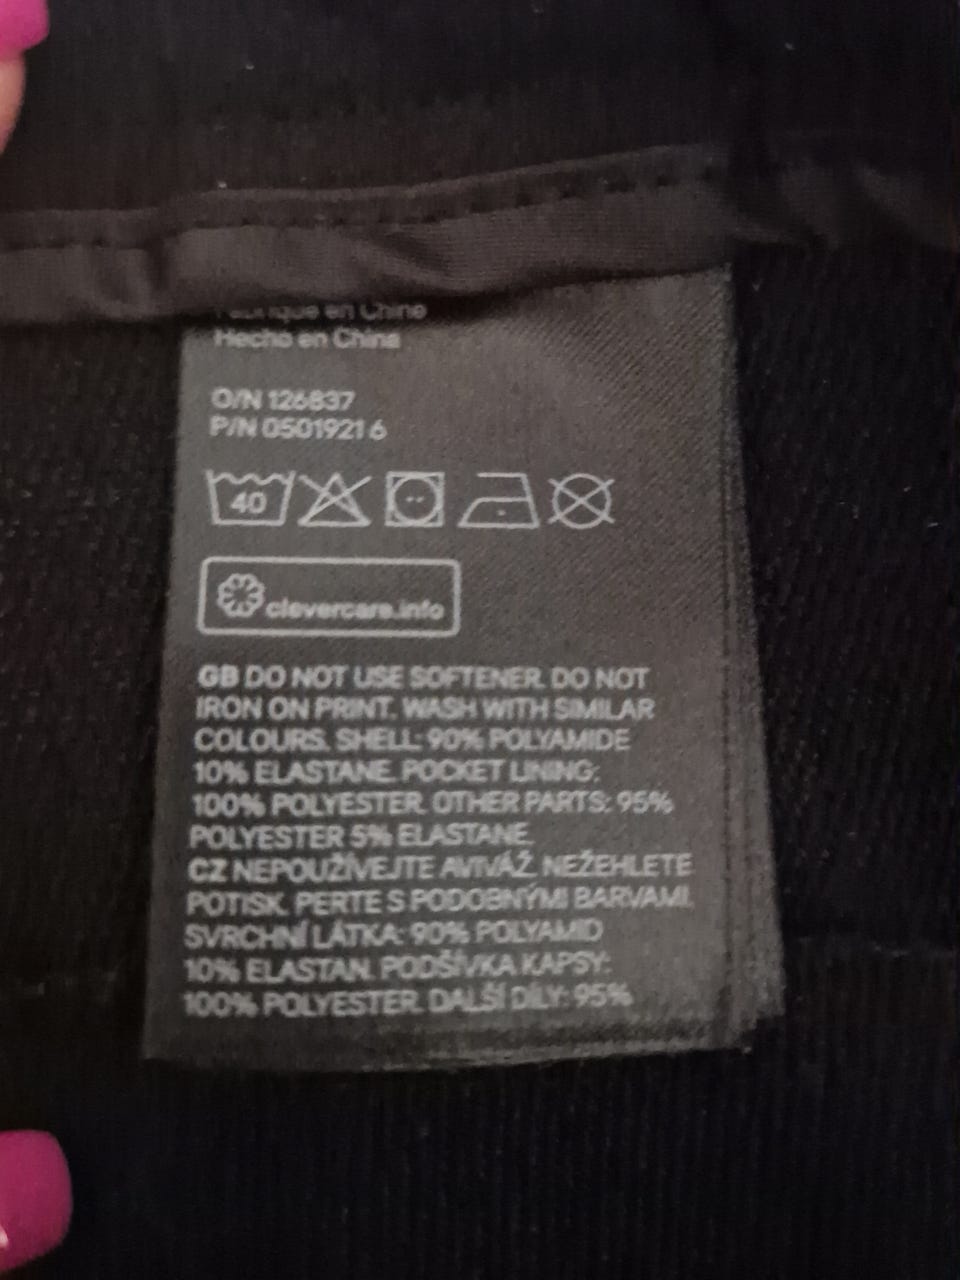 Fabrique en Chine
Hecho en China
O/N 126837
P/N 05019216
40
clevercare.info
GB DO NOT USE SOFTENER. DO NOT
IRON ON PRINT. WASH WITH SIMILAR
COLOURS. SHELL: 90% POLYAMIDE
10% ELASTANE. POCKET LINING:
100% POLYESTER. OTHER PARTS: 95%
POLYESTER 5% ELASTANE.
CZ NEPOUŽÍVEJTE AVIVÁŽ. NEŽEHLETE
POTISK. PERTE S PODOBNÝMI BARVAMI.
SVRCHNÍ LÁTKA: 90% POLYAMID
10% ELASTAN. PODŠÍVKA KAPSY:
100% POLYESTER. DALŠÍ DÍLY: 95%